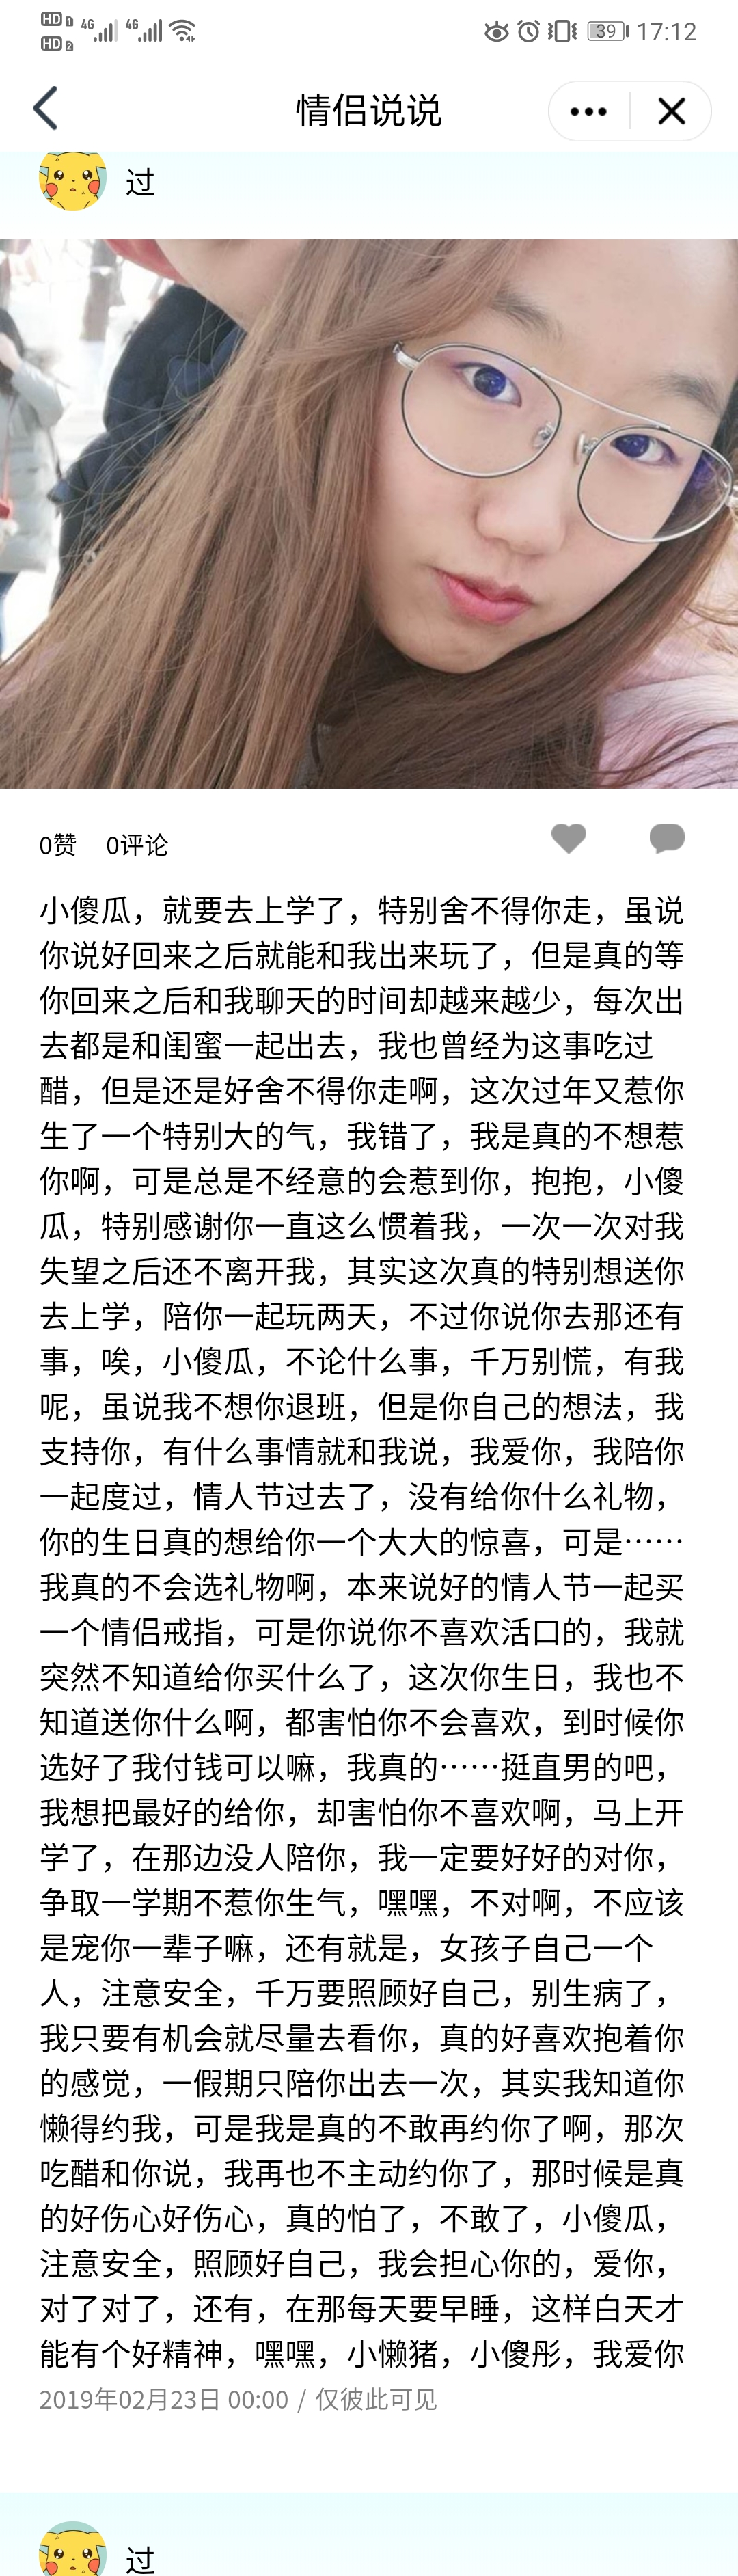 HD 1 4G 4G
HD 2
39 17:12
情侣说说
过
0赞 0评论
小傻瓜，就要去上学了，特别舍不得你走，虽说
你说好回来之后就能和我出来玩了，但是真的等
你回来之后和我聊天的时间却越来越少，每次出
去都是和闺蜜一起出去，我也曾经为这事吃过
醋，但是还是好舍不得你走啊，这次过年又惹你
生了一个特别大的气，我错了，我是真的不想惹
你啊，可是总是不经意的会惹到你，抱抱，小傻
瓜，特别感谢你一直这么惯着我，一次一次对我
失望之后还不离开我，其实这次真的特别想送你
去上学，陪你一起玩两天，不过你说你去那还有
事，唉，小傻瓜，不论什么事，千万别慌，有我
呢，虽说我不想你退班，但是你自己的想法，我
支持你，有什么事情就和我说，我爱你，我陪你
一起度过，情人节过去了，没有给你什么礼物，
你的生日真的想给你一个大大的惊喜，可是……
我真的不会选礼物啊，本来说好的情人节一起买
一个情侣戒指，可是你说你不喜欢活口的，我就
突然不知道给你买什么了，这次你生日，我也不
知道送你什么啊，都害怕你不会喜欢，到时候你
选好了我付钱可以嘛，我真的……挺直男的吧，
我想把最好的给你，却害怕你不喜欢啊，马上开
学了，在那边没人陪你，我一定要好好的对你，
争取一学期不惹你生气，嘿嘿，不对啊，不应该
是宠你一辈子嘛，还有就是，女孩子自己一个
人，注意安全，千万要照顾好自己，别生病了，
我只要有机会就尽量去看你，真的好喜欢抱着你
的感觉，一假期只陪你出去一次，其实我知道你
懒得约我，可是我是真的不敢再约你了啊，那次
吃醋和你说，我再也不主动约你了，那时候是真
的好伤心好伤心，真的怕了，不敢了，小傻瓜，
注意安全，照顾好自己，我会担心你的，爱你，
对了对了，还有，在那每天要早睡，这样白天才
能有个好精神，嘿嘿，小懒猪，小傻彤，我爱你
2019年02月23日 00:00 / 仅彼此可见
过